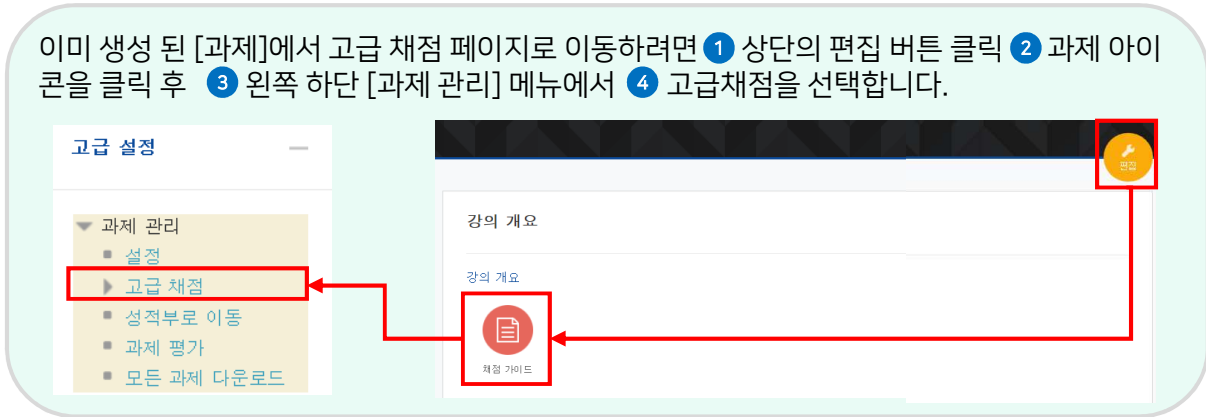 이미 생성 된 [과제]에서 고급 채점 페이지로 이동하려면 1 상단의 편집 버튼 클릭 2 과제 아이
콘을 클릭 후 3 왼쪽 하단 [과제 관리] 메뉴에서 4 고급채점을 선택합니다.
고급 설정
과제 관리
설정
고급 채점
성적부로 이동
과제 평가
모든 과제 다운로드
편집
강의 개요
강의 개요
채점 가이드